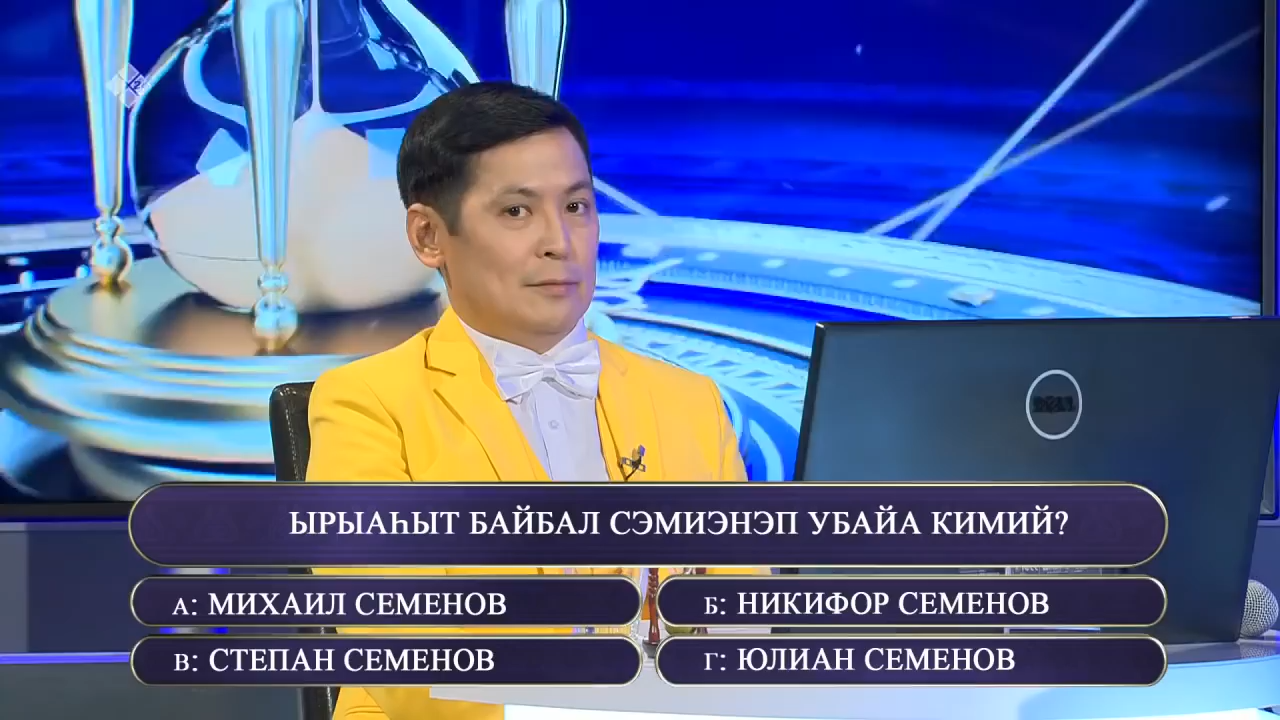 ЫРЫАҺЫТ БАЙБАЛ СЭМИЭНЭП УБАЙА КИМИЙ?
А: МИХАИЛ СЕМЕНОВ
Б: НИКИФОР СЕМЕНОВ
В: СТЕПАН СЕМЕНОВ
Г: ЮЛИАН СЕМЕНОВ